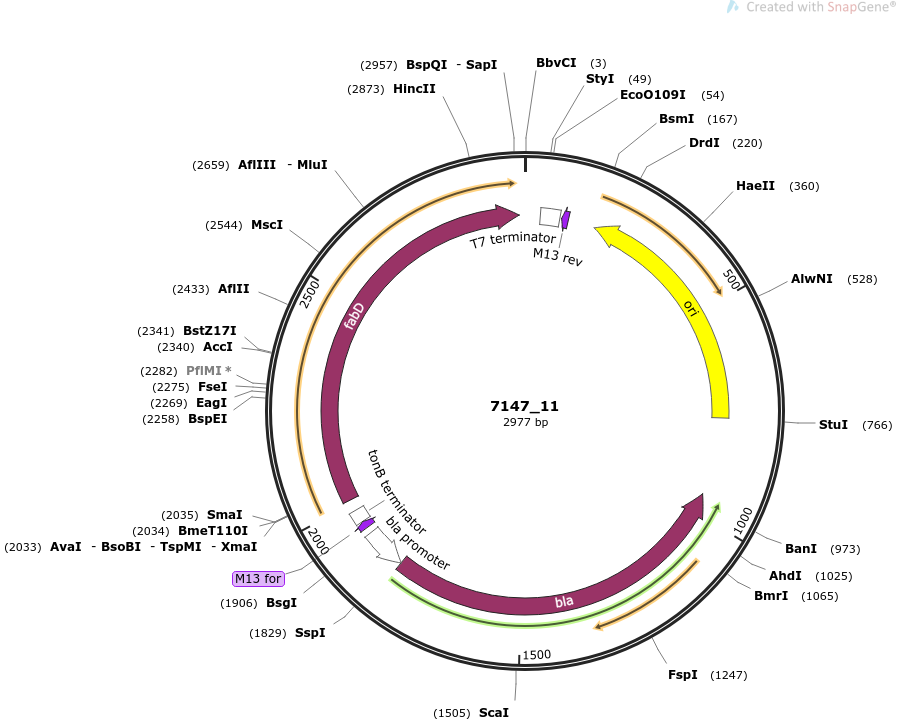 Created with SnapGene®
(2957) BspQI - SapI
BbvCI (3)
StyI (49)
(2873) HincII
EcoO109I (54)
BsmI (167)
DrdI (220)
(2659) AflIII - MluI
HaeII (360)
(2544) MscI
T7 terminator
M13 rev
500
AlwNI (528)
2500
(2433) AflII
ori
fabD
(2341) BstZ17I
(2340) AccI
(2282) PflMI *
(2275) FseI
(2269) EagI
(2258) BspEI
7147_11
2977 bp
StuI (766)
tonB terminator
(2035) SmaI
(2034) BmeT110I
(2033) AvaI - BsoBI - TspMI - XmaI
2000
bla promoter
1000
BanI (973)
M13 for
AhdI (1025)
BmrI (1065)
(1906) BsgI
bla
(1829) SspI
1500
FspI (1247)
(1505) ScaI